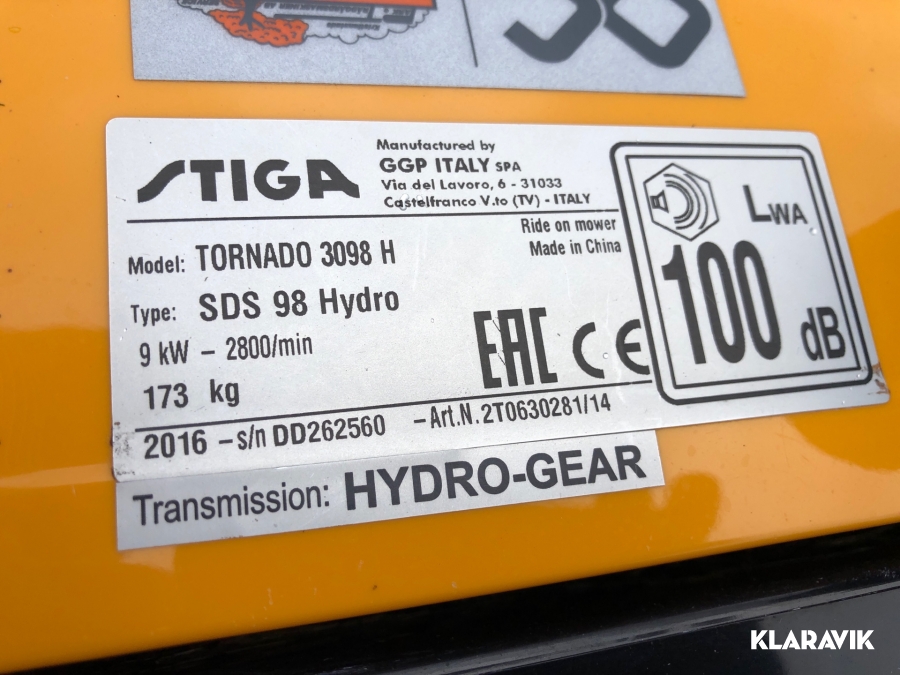 STIGA
Manufactured by
GGP ITALY SPA
Via del Lavoro, 6 - 31033
Castelfranco V.to (TV) - ITALY
Ride on mower
Made in China
Model: TORNADO 3098 H
Type: SDS 98 Hydro
9 kW - 2800/min
173 kg
EAC CE
2016 - s/n DD262560 - Art.N. 2T0630281/14
LWA
100 dB
Transmission: HYDRO-GEAR
KLARAVIK